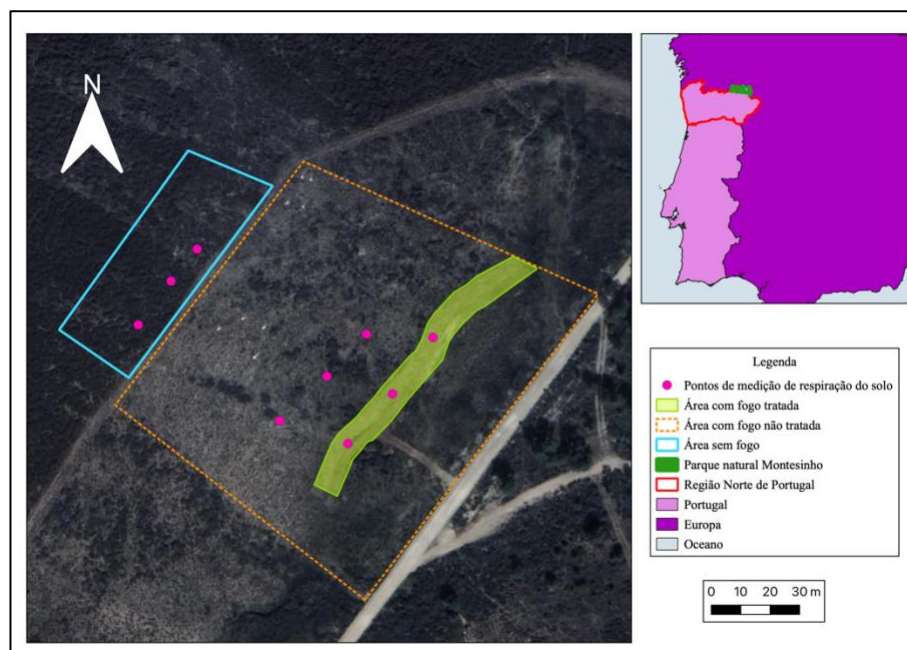 N
Legenda
Pontos de medição de respiração do solo
Área com fogo tratada
Área com fogo não tratada
Área sem fogo
Parque natural Montesinho
Região Norte de Portugal
Portugal
Europa
Oceano
0 10 20 30 m